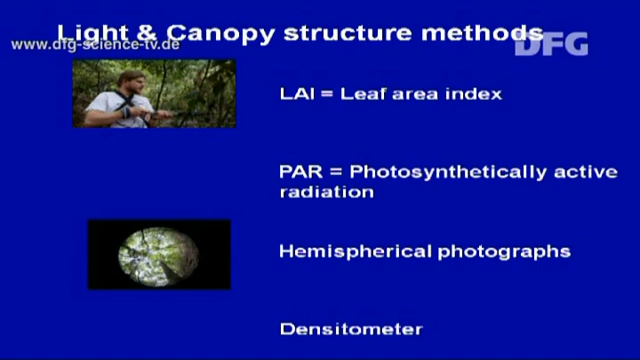 Light & Canopy structure methods
www.dfg-science-tv.de
DFG
LAI = Leaf area index
PAR = Photosynthetically active
radiation
Hemispherical photographs
Densitometer